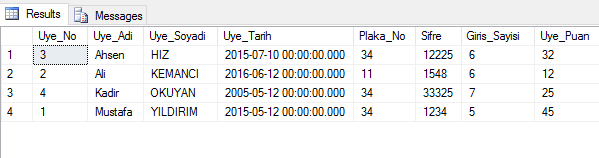 Results Messages
Uye_No Uye_Adi Uye_Soyadi Uye_Tarih Plaka_No Sifre Giris_Sayisi Uye_Puan
1 3 Ahsen HIZ 2015-07-10 00:00:00.000 34 12225 6 32
2 2 Ali KEMANCI 2016-06-12 00:00:00.000 11 1548 6 12
3 4 Kadir OKUYAN 2005-05-12 00:00:00.000 34 33325 7 25
4 1 Mustafa YILDIRIM 2015-05-12 00:00:00.000 34 1234 5 45